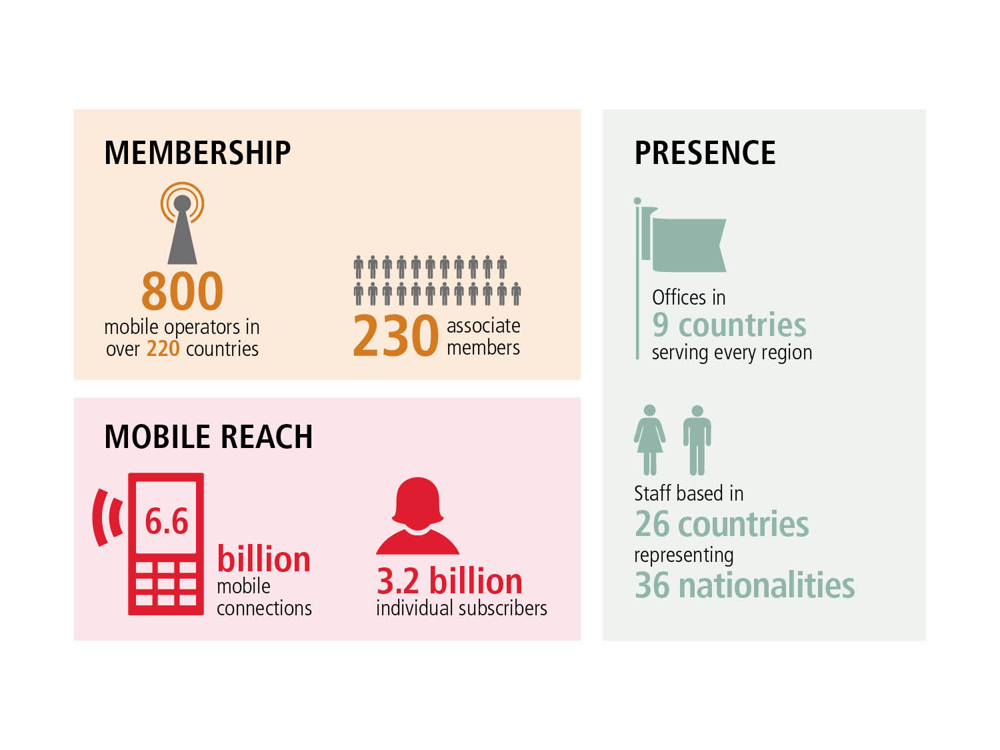 MEMBERSHIP
800
mobile operators in
over 220 countries
230 associate
members
MOBILE REACH
6.6
billion
mobile
connections
3.2 billion
individual subscribers
PRESENCE
Offices in
9 countries
serving every region
Staff based in
26 countries
representing
36 nationalities